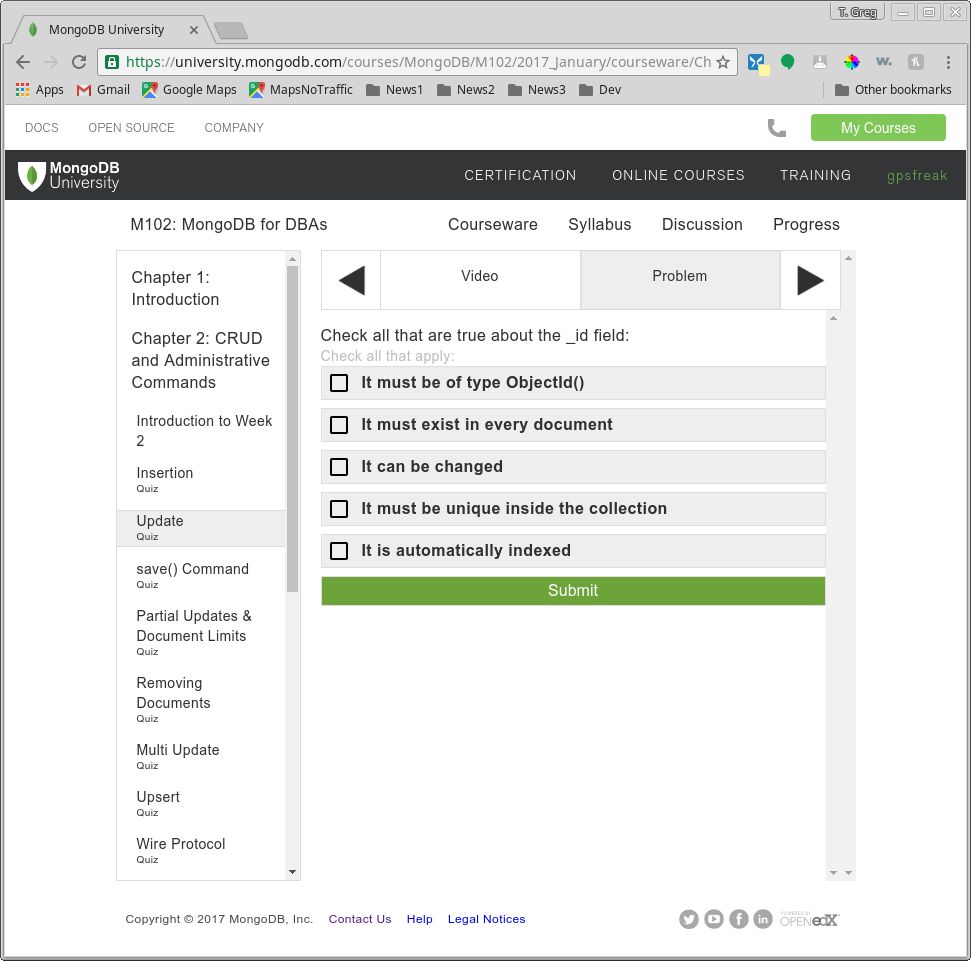 T. Greg
MongoDB University
https://university.mongodb.com/courses/MongoDB/M102/2017_January/courseware/Ch
w.
Apps Gmail Google Maps MapsNoTraffic News1 News2 News3 Dev Other bookmarks
DOCS OPEN SOURCE COMPANY My Courses
MongoDB
University
CERTIFICATION ONLINE COURSES TRAINING gpsfreak
M102: MongoDB for DBAs Courseware Syllabus Discussion Progress
Chapter 1:
Introduction
Chapter 2: CRUD
and Administrative
Commands
Introduction to Week
2
Insertion
Quiz
Update
Quiz
save() Command
Quiz
Partial Updates &
Document Limits
Quiz
Removing
Documents
Quiz
Multi Update
Quiz
Upsert
Quiz
Wire Protocol
Quiz
Video Problem
Check all that are true about the _id field:
Check all that apply:
It must be of type ObjectId()
It must exist in every document
It can be changed
It must be unique inside the collection
It is automatically indexed
Submit
Copyright © 2017 MongoDB, Inc. Contact Us Help Legal Notices
POWERED BY
OPEN edX